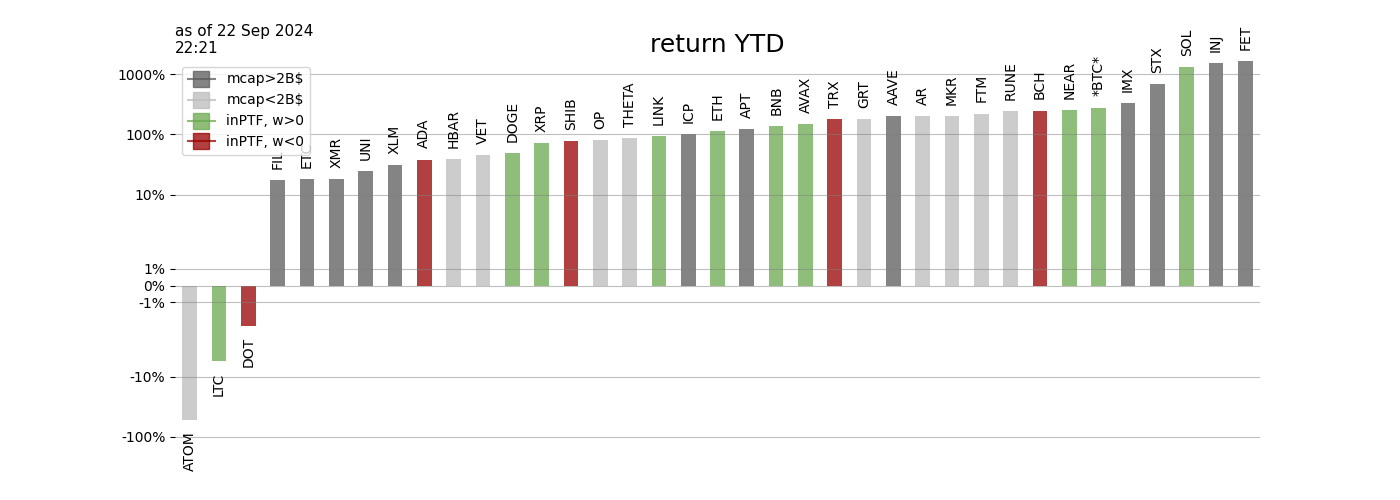 as of 22 Sep 2024
22:21
return YTD
mcap>2B$
mcap<2B$
inPTF, w>0
inPTF, w<0
1000%
100%
10%
1%
0%
-1%
-10%
-100%
ATOM
LTC
DOT
FIL
ETC
XMR
UNI
XLM
ADA
HBAR
VET
DOGE
XRP
SHIB
OP
THETA
LINK
ICP
ETH
APT
BNB
AVAX
TRX
GRT
AAVE
AR
MKR
FTM
RUNE
BCH
NEAR
*BTC*
IMX
STX
SOL
INJ
FET